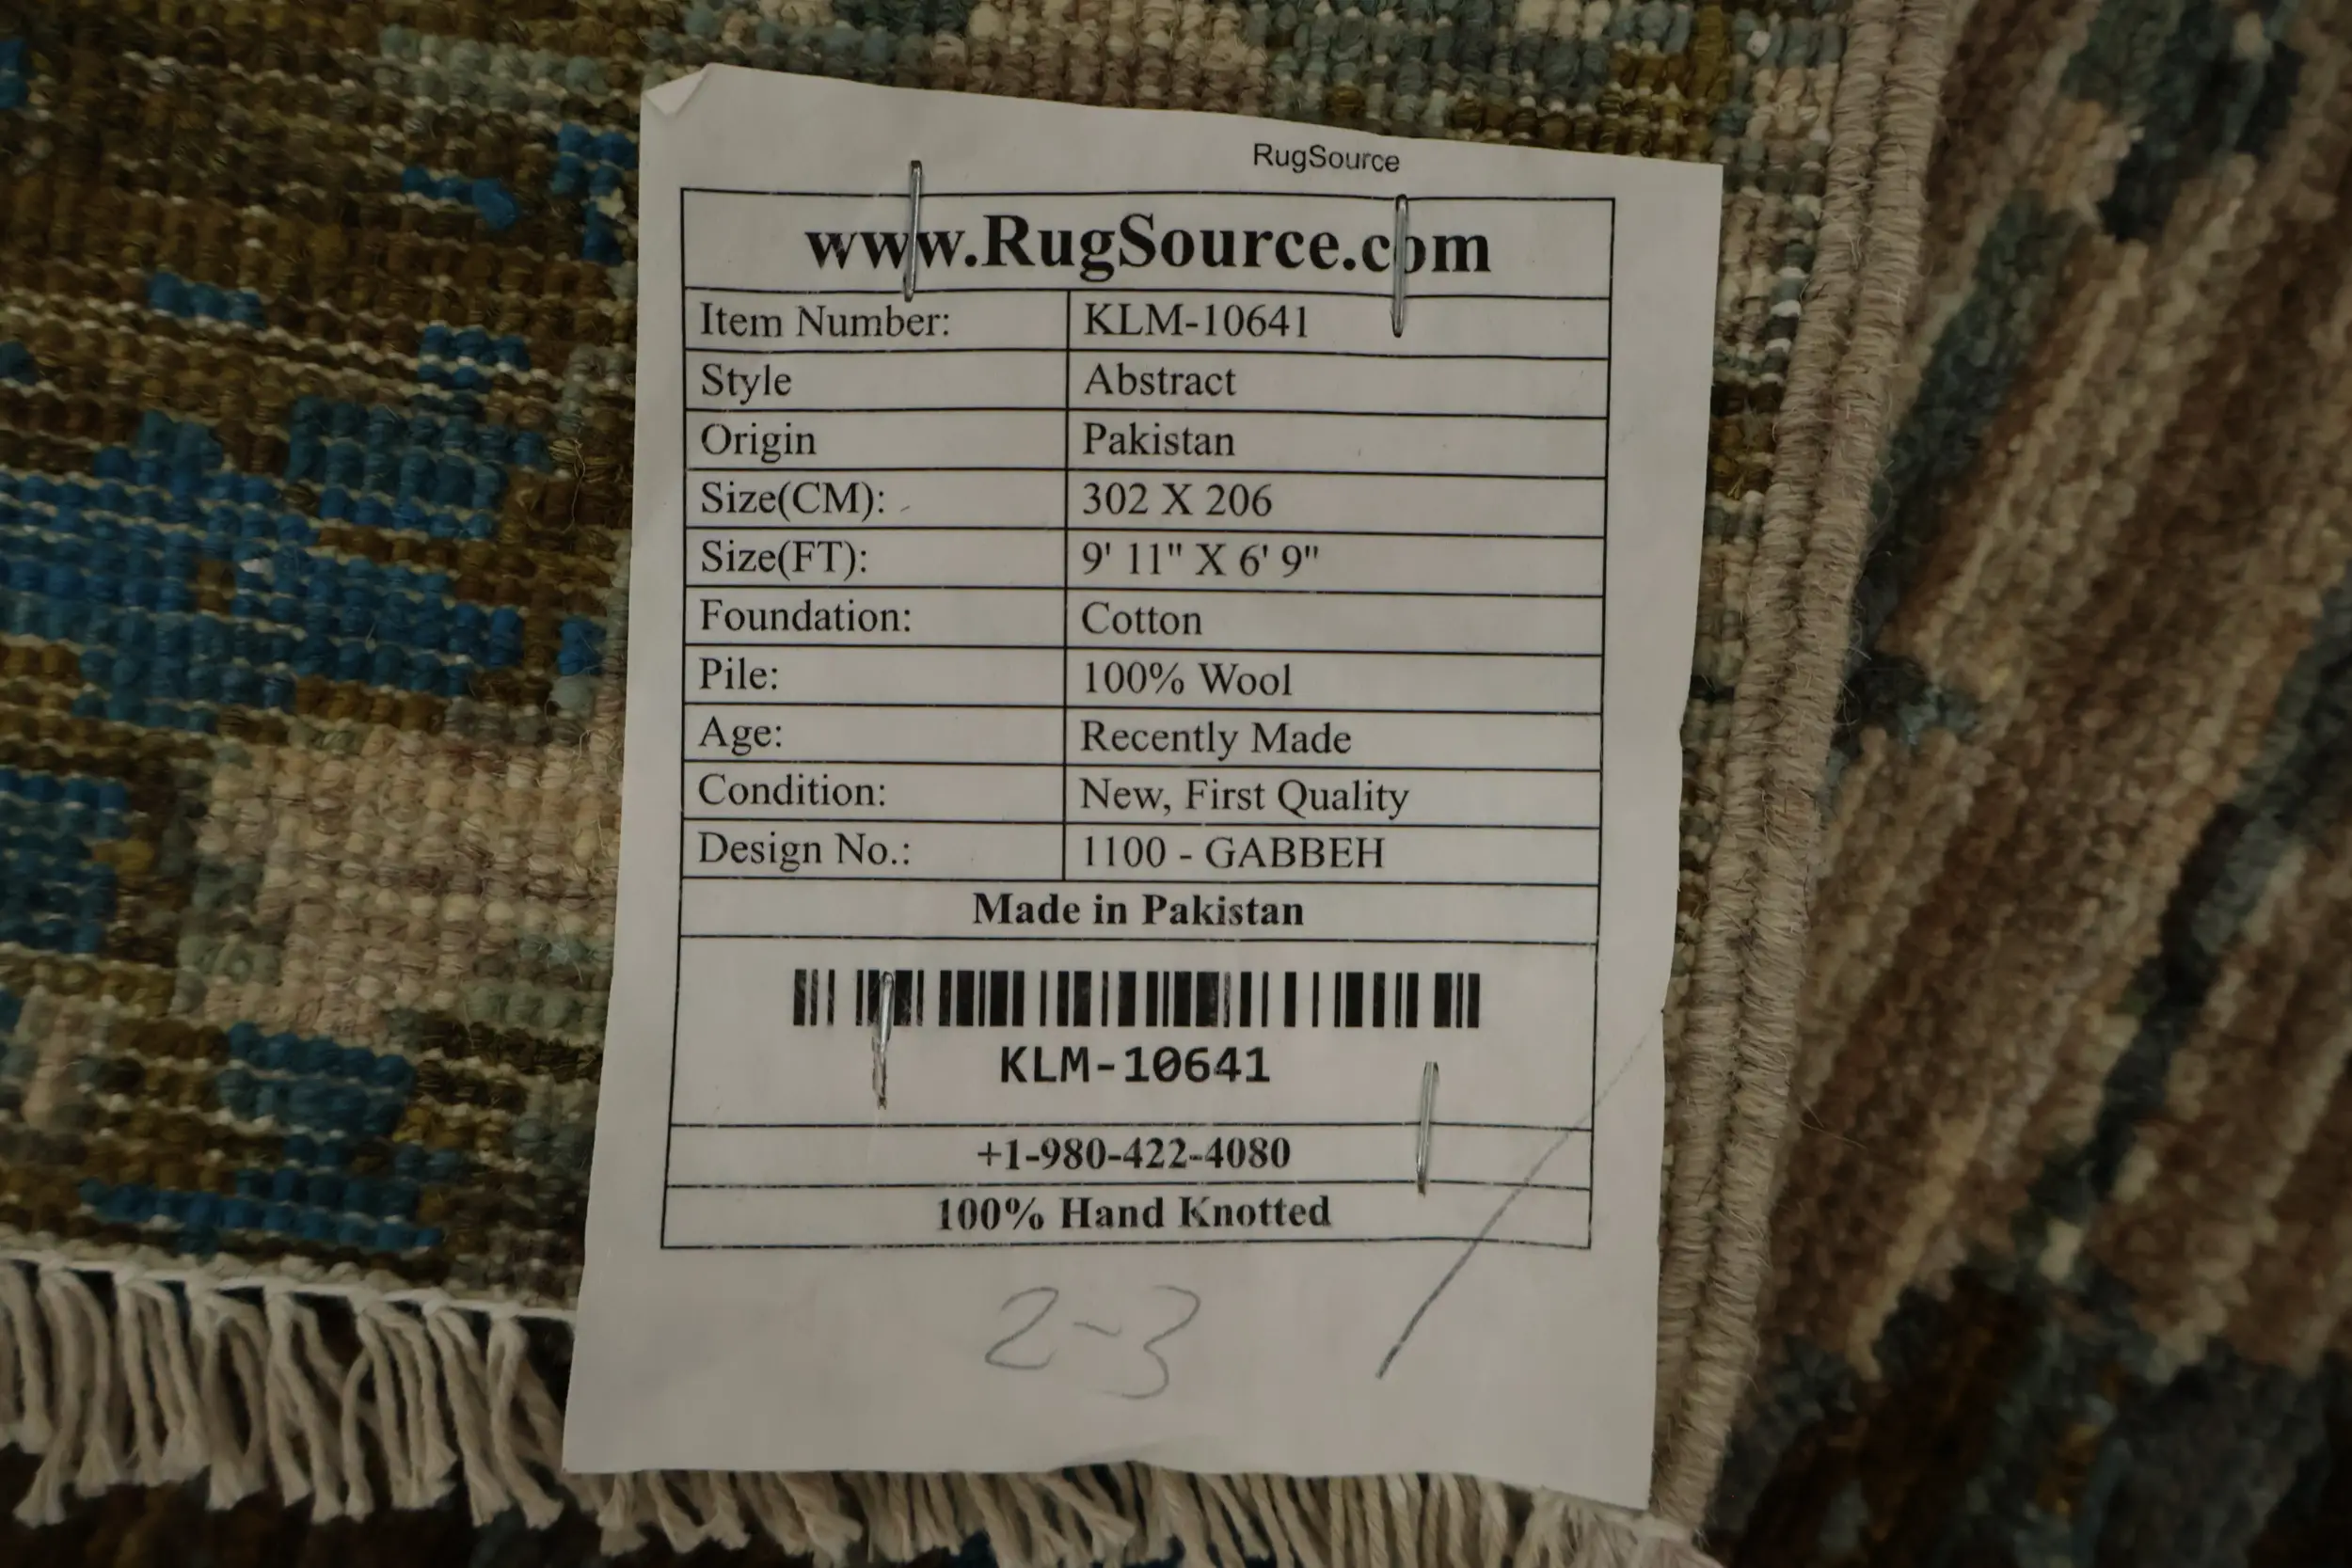 RugSource
www.RugSource.com
Item Number: KLM-10641
Style Abstract
Origin Pakistan
Size(CM): 302 X 206
Size(FT): 9' 11" X 6' 9"
Foundation: Cotton
Pile: 100% Wool
Age: Recently Made
Condition: New, First Quality
Design No.: 1100 - GABBEH
Made in Pakistan
KLM-10641
+1-980-422-4080
100% Hand Knotted
2-3